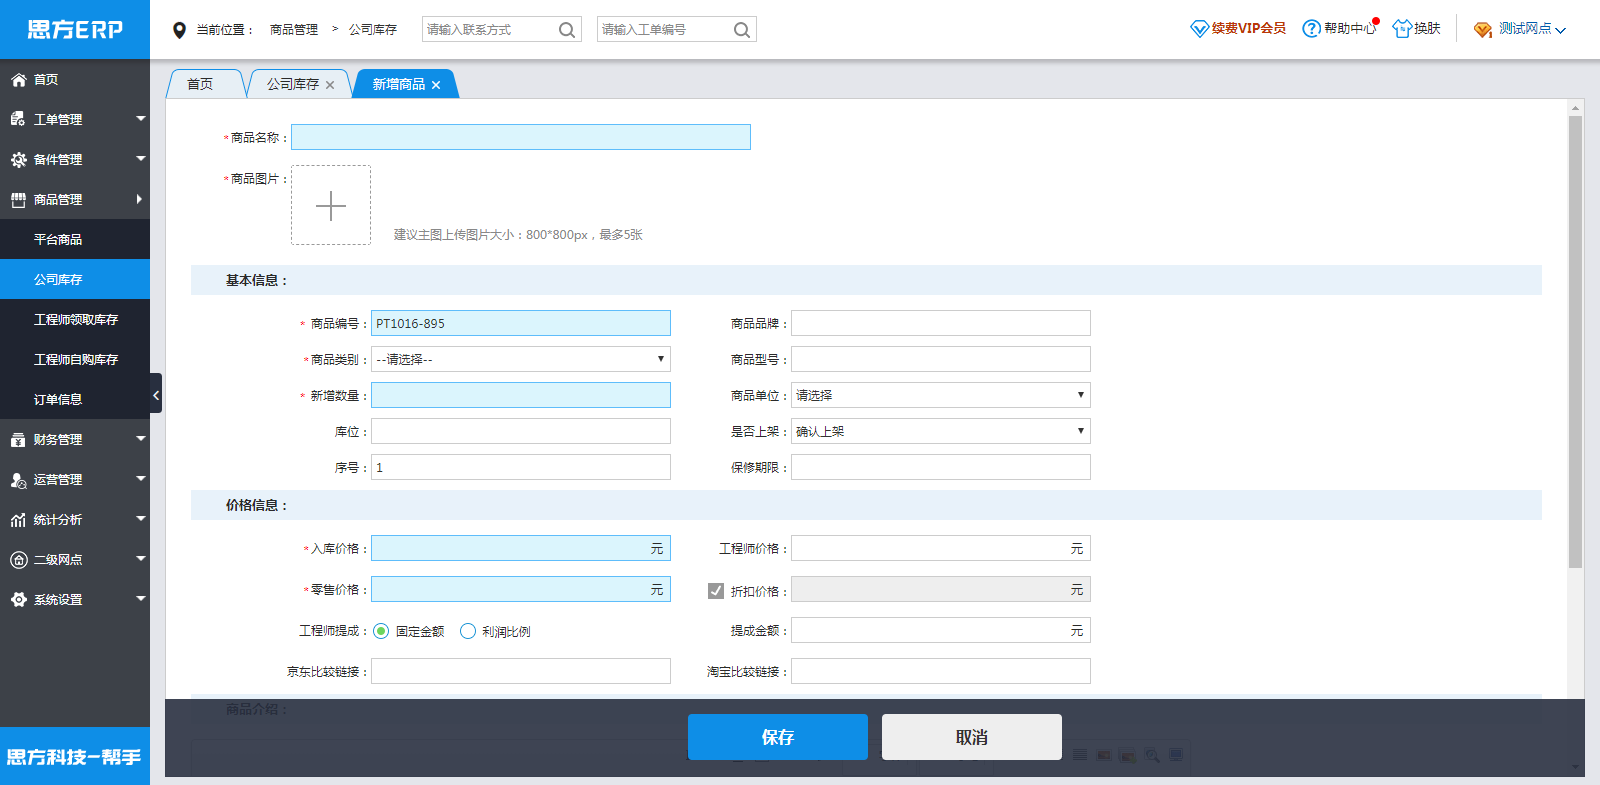 思方ERP
当前位置： 商品管理 > 公司库存
请输入联系方式
请输入工单编号
续费VIP会员
帮助中心
换肤
测试网点
首页
工单管理
备件管理
商品管理
平台商品
公司库存
工程师领取库存
工程师自购库存
订单信息
财务管理
运营管理
统计分析
二级网点
系统设置
思方科技-帮手
首页
公司库存 ×
新增商品 ×
*商品名称：
*商品图片：
建议主图上传图片大小：800*800px，最多5张
基本信息：
* 商品编号： PT1016-895
商品品牌：
*商品类别： --请选择--
商品型号：
* 新增数量：
商品单位： 请选择
库位：
是否上架： 确认上架
序号： 1
保修期限：
价格信息：
*入库价格： 元
工程师价格： 元
*零售价格： 元
折扣价格： 元
工程师提成： 固定金额 利润比例
提成金额： 元
京东比较链接：
淘宝比较链接：
商品介绍：
保存
取消